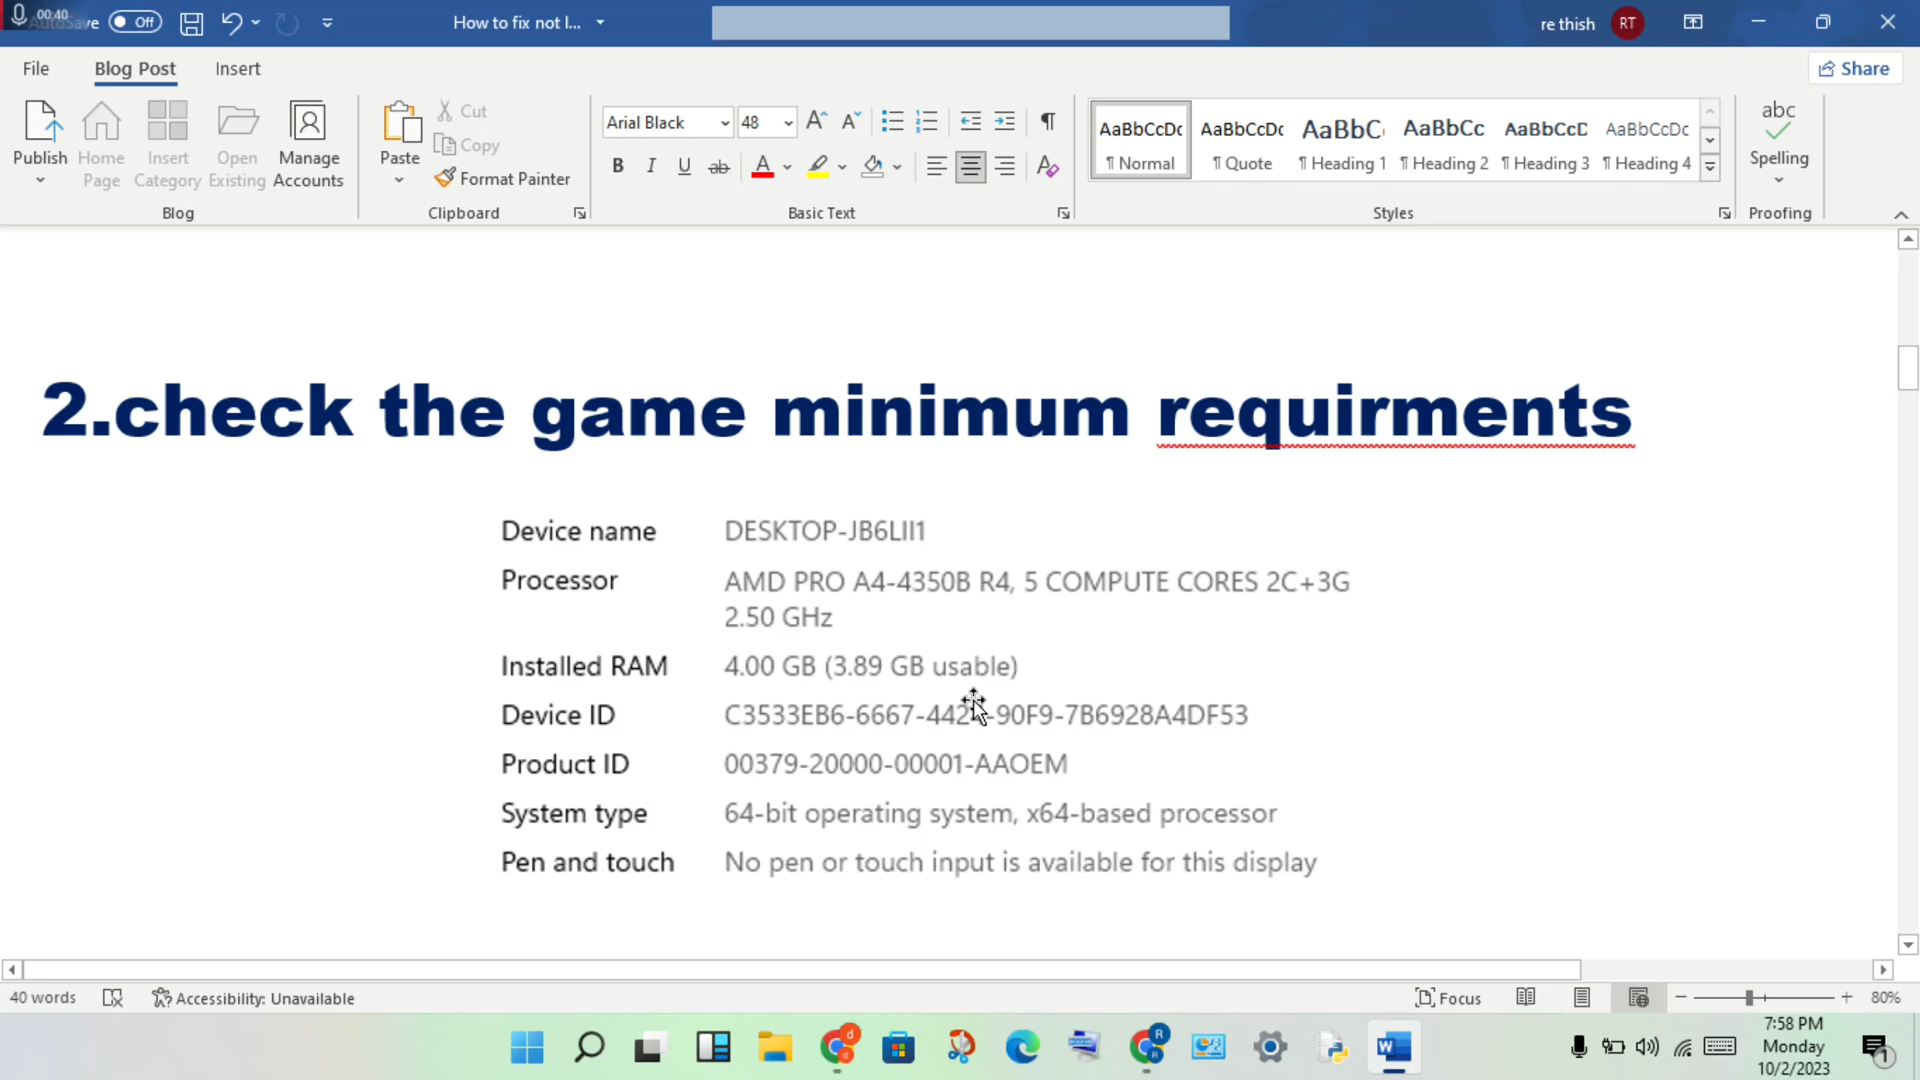 00:40
Off
How to fix not l...
re thish
RT
File
Blog Post
Insert
Share
Publish
Home Page
Insert Category
Open Existing
Manage Accounts
Blog
Paste
Cut
Copy
Format Painter
Clipboard
Arial Black
48
Basic Text
AaBbCcDc
¶ Normal
AaBbCcDc
¶ Quote
AaBbC
¶ Heading 1
AaBbCc
¶ Heading 2
AaBbCcD
¶ Heading 3
AaBbCcDc
¶ Heading 4
Styles
abc
Spelling
Proofing
2.check the game minimum requirments
Device name DESKTOP-JB6LII1
Processor AMD PRO A4-4350B R4, 5 COMPUTE CORES 2C+3G
2.50 GHz
Installed RAM 4.00 GB (3.89 GB usable)
Device ID
Product ID 00379-20000-00001-AAOEM
System type 64-bit operating system, x64-based processor
Pen and touch No pen or touch input is available for this display
40 words
Accessibility: Unavailable
Focus
80%
7:58 PM
Monday
10/2/2023
1